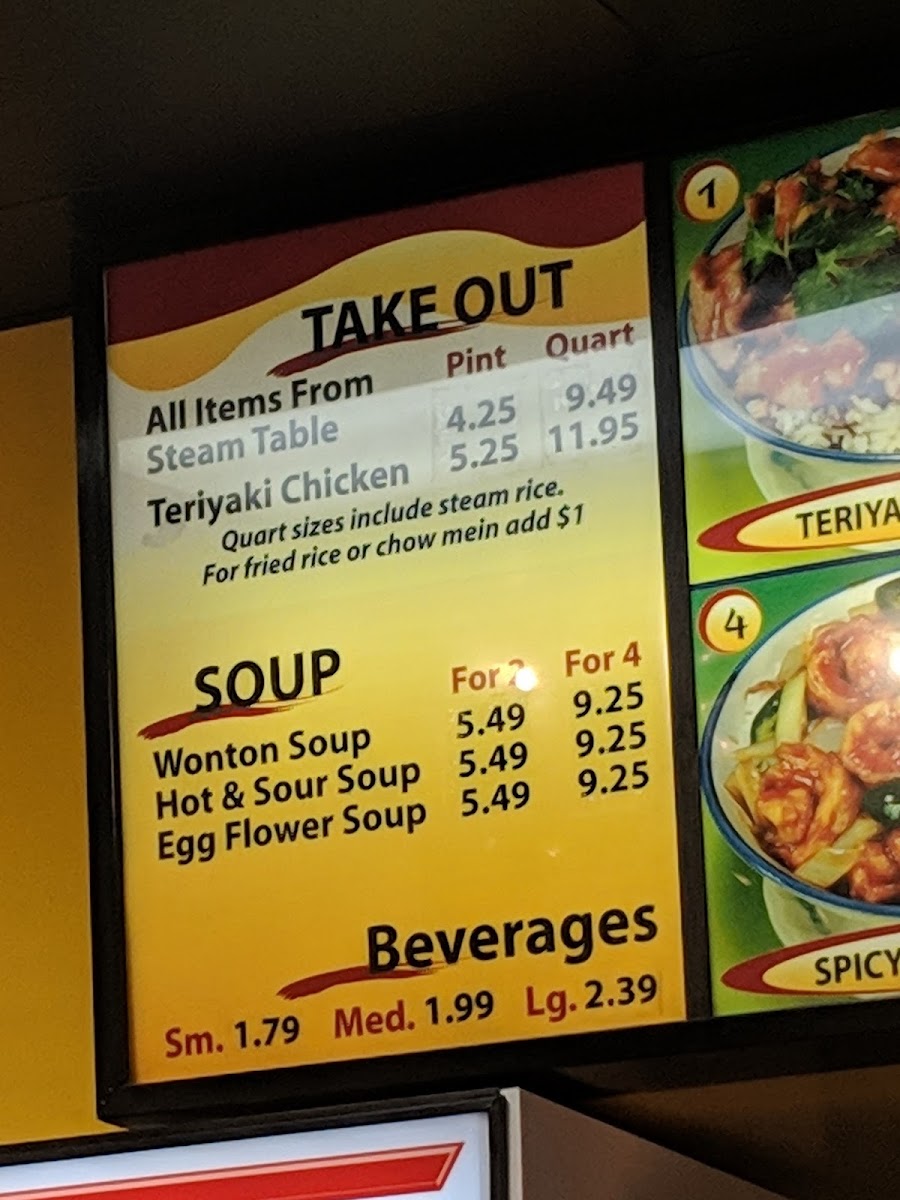 TAKE OUT
Pint Quart
All Items From
Steam Table 4.25 9.49
Teriyaki Chicken 5.25 11.95
Quart sizes include steam rice.
For fried rice or chow mein add $1
SOUP
For 2 For 4
Wonton Soup 5.49 9.25
Hot & Sour Soup 5.49 9.25
Egg Flower Soup 5.49 9.25
Beverages
Sm. 1.79 Med. 1.99 Lg. 2.39
1
TERIYA
4
SPICY